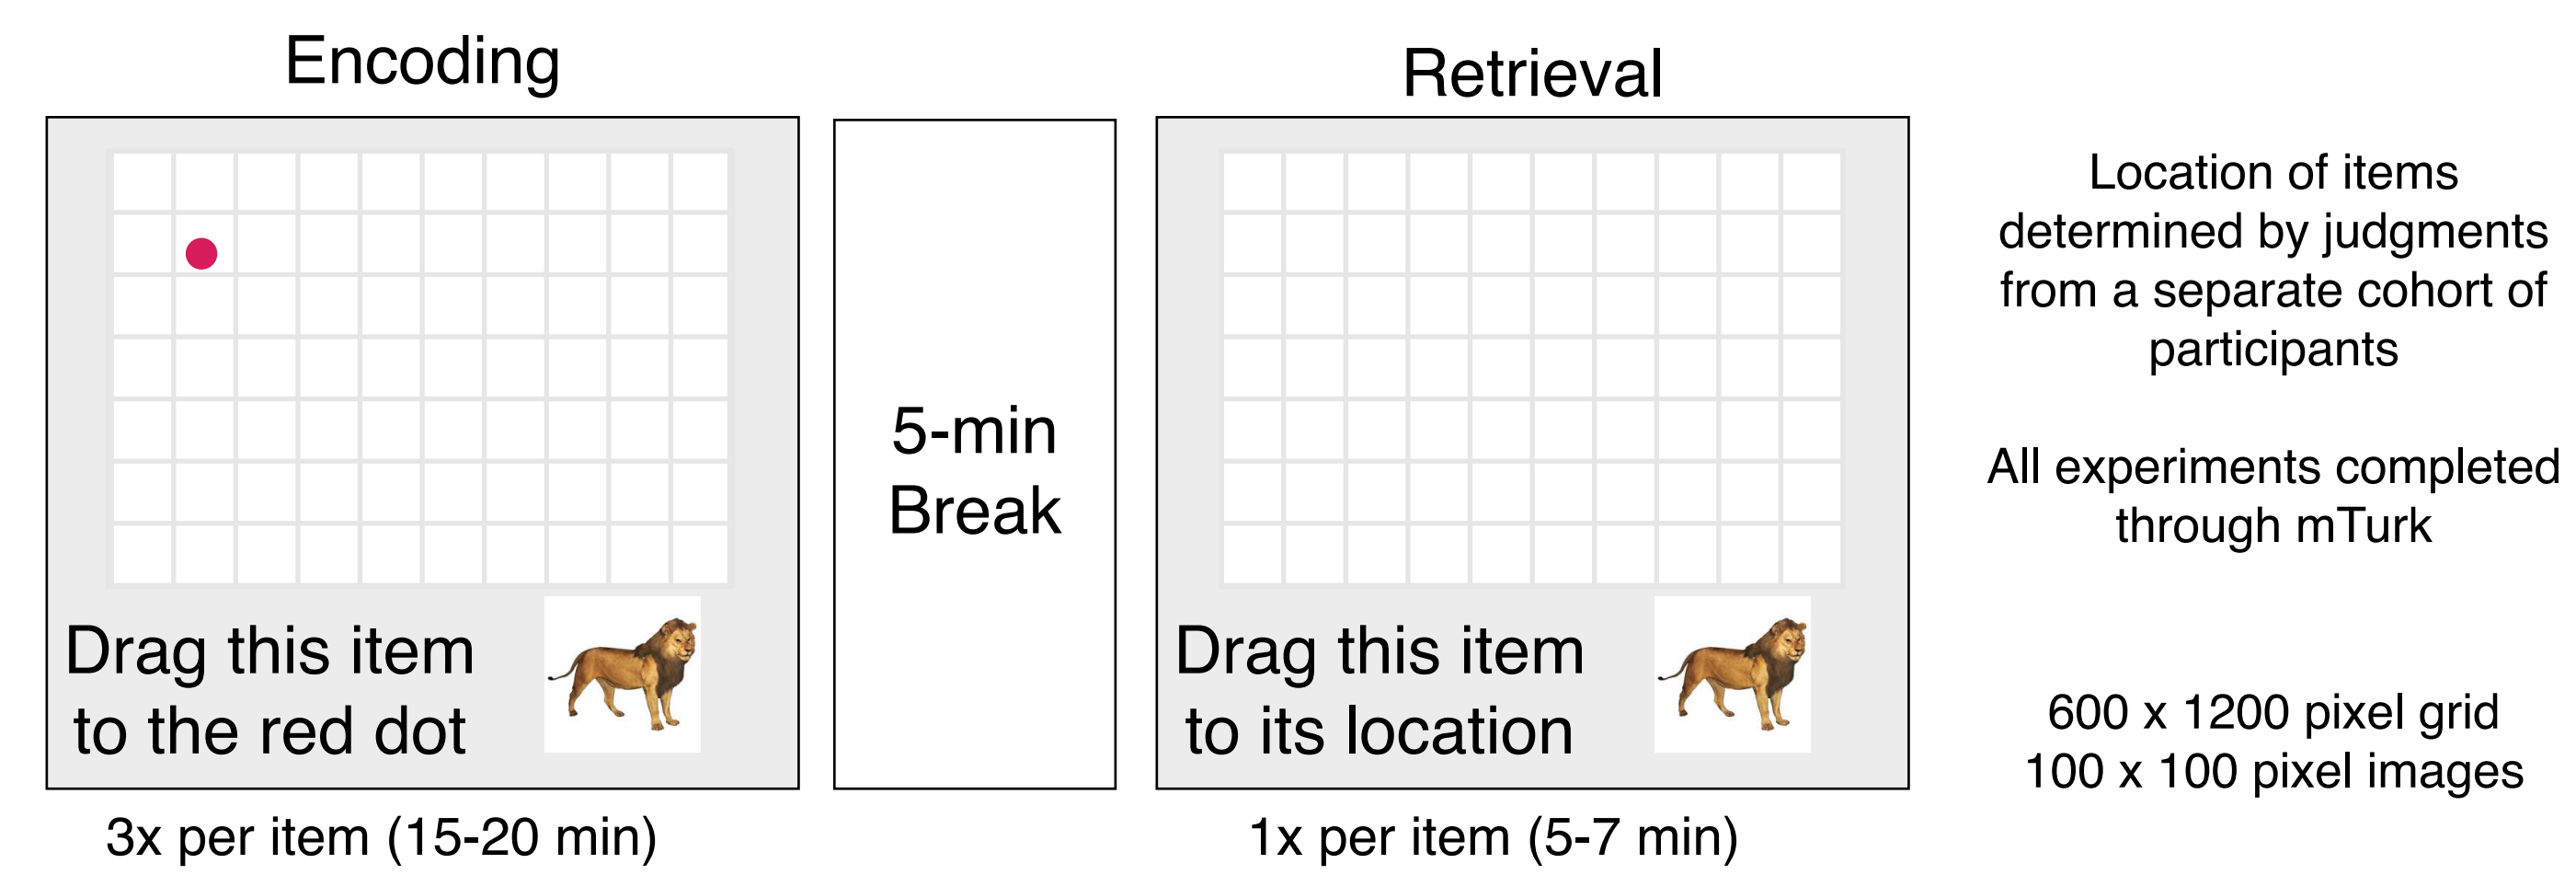 Encoding
Drag this item
to the red dot
3x per item (15-20 min)
5-min
Break
Retrieval
Drag this item
to its location
1x per item (5-7 min)
Location of items
determined by judgments
from a separate cohort of
participants
All experiments completed
through mTurk
600 x 1200 pixel grid
100 x 100 pixel images